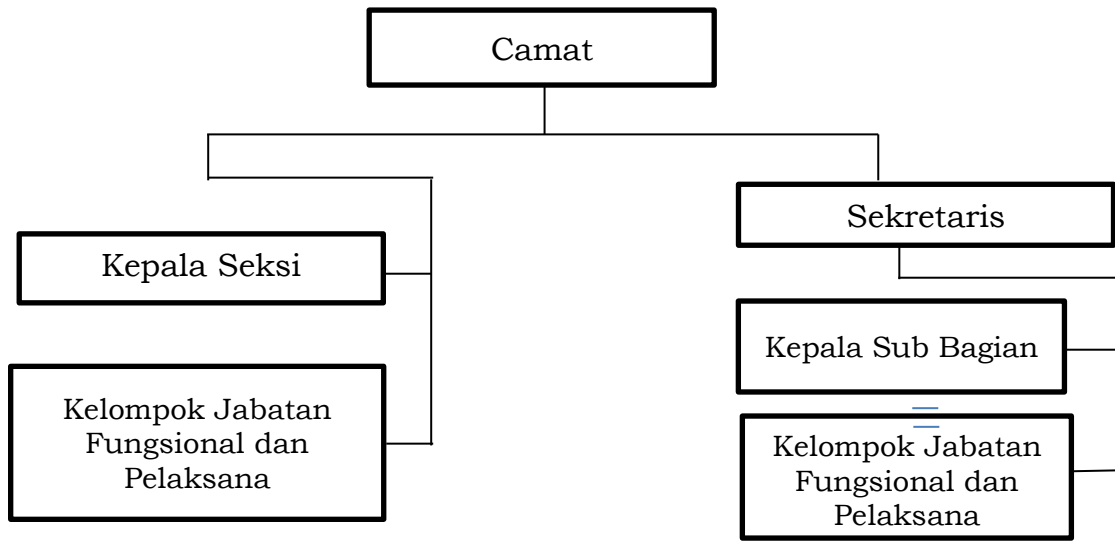 Camat
Sekretaris
Kepala Seksi
Kepala Sub Bagian
Kelompok Jabatan
Fungsional dan
Pelaksana
Kelompok Jabatan
Fungsional dan
Pelaksana